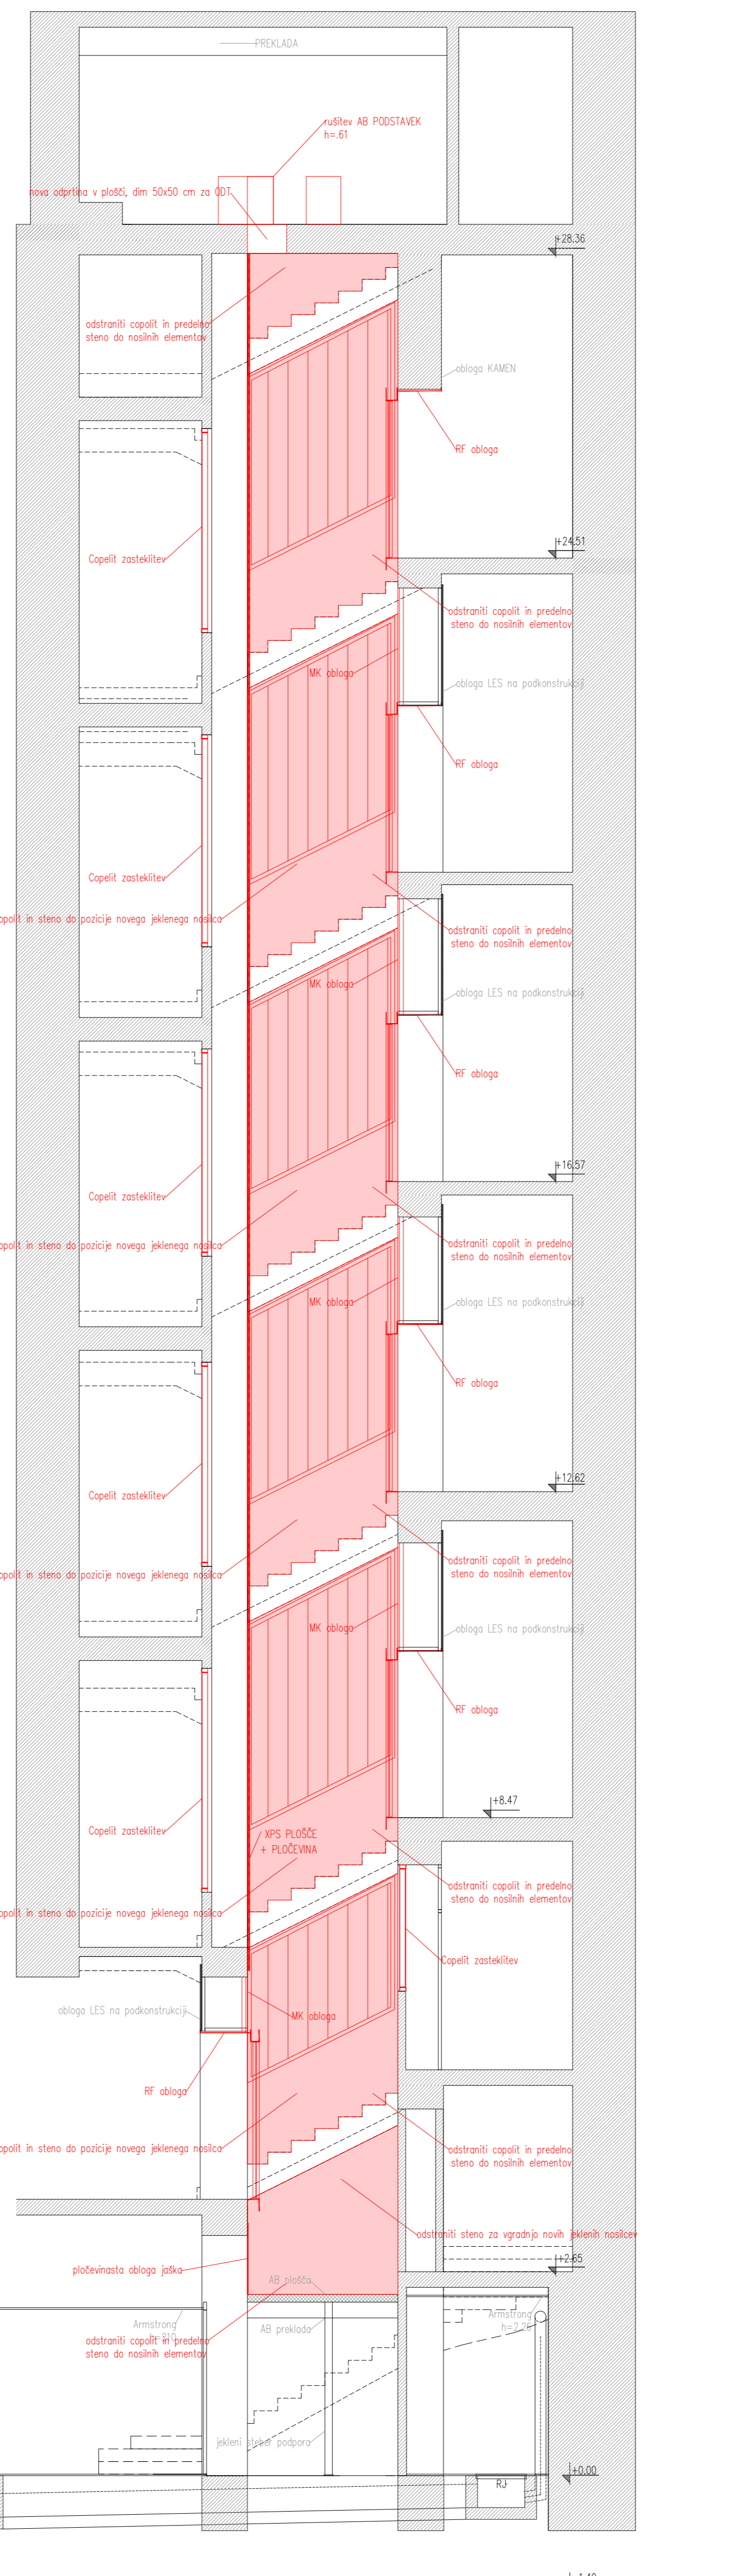 PREKLADA
rušitev AB PODSTAVEK
h=.61
nova odprtina v plošči, dim 50x50 cm za ODT
+28.36
odstraniti copolit in predelno
steno do nosilnih elementov
obloga KAMEN
RF obloga
+24.51
Copelit zasteklitev
odstraniti copolit in predelno
steno do nosilnih elementov
MK obloga
obloga LES na podkonstrukciji
RF obloga
Copelit zasteklitev
opolit in steno do pozicije novega jeklenega nosilca
odstraniti copolit in predelno
steno do nosilnih elementov
MK obloga
obloga LES na podkonstrukciji
RF obloga
+16.57
Copelit zasteklitev
opolit in steno do pozicije novega jeklenega nosilca
odstraniti copolit in predelno
steno do nosilnih elementov
MK obloga
obloga LES na podkonstrukciji
RF obloga
+12.62
Copelit zasteklitev
opolit in steno do pozicije novega jeklenega nosilca
odstraniti copolit in predelno
steno do nosilnih elementov
MK obloga
obloga LES na podkonstrukciji
RF obloga
+8.47
Copelit zasteklitev
XPS PLOŠČE
+ PLOČEVINA
opolit in steno do pozicije novega jeklenega nosilca
odstraniti copolit in predelno
steno do nosilnih elementov
Copelit zasteklitev
obloga LES na podkonstrukciji
MK obloga
RF obloga
opolit in steno do pozicije novega jeklenega nosilca
odstraniti copolit in predelno
steno do nosilnih elementov
odstraniti steno za vgradnjo novih jeklenih nosilcev
+2.65
pločevinasta obloga jaška
AB plošča
Armstrong
h=310
AB preklada
Armstrong
h=2.26
odstraniti copolit in predelno
steno do nosilnih elementov
jekleni steber podpora
+0.00
RJ